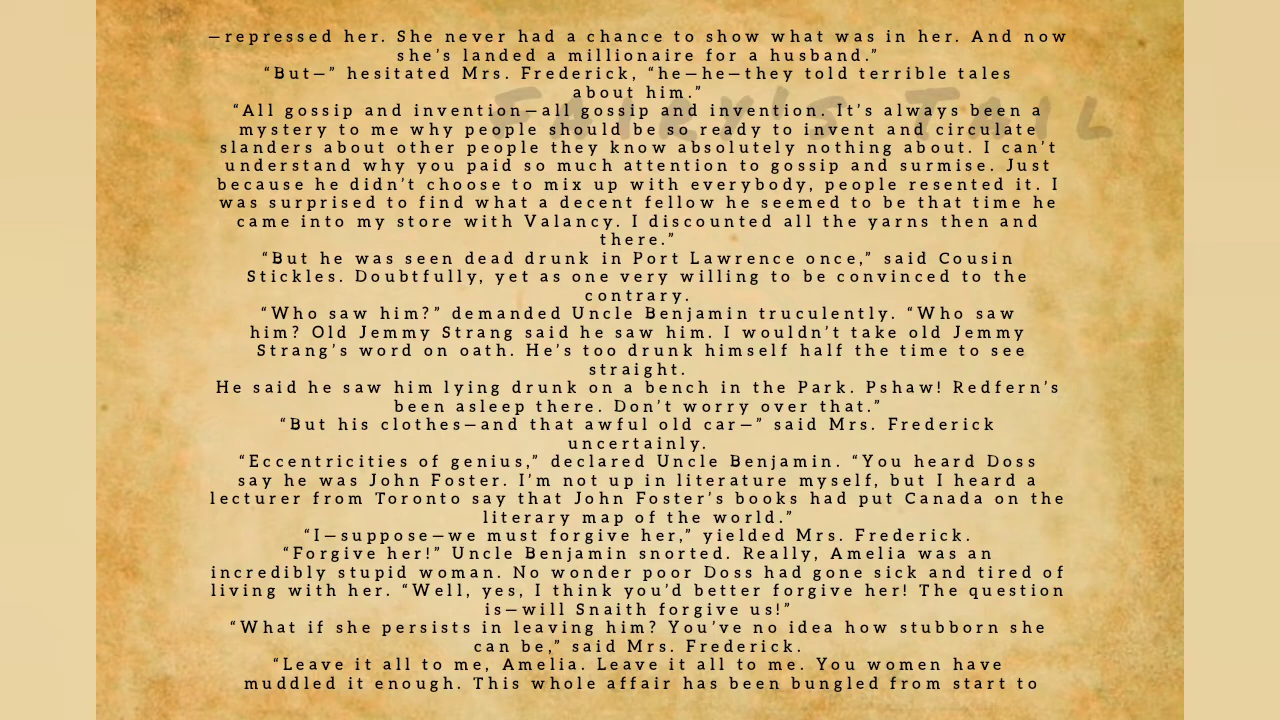 —repressed her. She never had a chance to show what was in her. And now
she’s landed a millionaire for a husband.”
“But—” hesitated Mrs. Frederick, “he—he—they told terrible tales
about him.”
FAIRY'S TAIL
“All gossip and invention—all gossip and invention. It’s always been a
mystery to me why people should be so ready to invent and circulate
slanders about other people they know absolutely nothing about. I can’t
understand why you paid so much attention to gossip and surmise. Just
because he didn’t choose to mix up with everybody, people resented it. I
was surprised to find what a decent fellow he seemed to be that time he
came into my store with Valancy. I discounted all the yarns then and
there.”
“But he was seen dead drunk in Port Lawrence once,” said Cousin
Stickles. Doubtfully, yet as one very willing to be convinced to the
contrary.
“Who saw him?” demanded Uncle Benjamin truculently. “Who saw
him? Old Jemmy Strang said he saw him. I wouldn’t take old Jemmy
Strang’s word on oath. He’s too drunk himself half the time to see
straight.
He said he saw him lying drunk on a bench in the Park. Pshaw! Redfern’s
been asleep there. Don’t worry over that.”
“But his clothes—and that awful old car—” said Mrs. Frederick
uncertainly.
“Eccentricities of genius,” declared Uncle Benjamin. “You heard Doss
say he was John Foster. I’m not up in literature myself, but I heard a
lecturer from Toronto say that John Foster’s books had put Canada on the
literary map of the world.”
“I—suppose—we must forgive her,” yielded Mrs. Frederick.
“Forgive her!” Uncle Benjamin snorted. Really, Amelia was an
incredibly stupid woman. No wonder poor Doss had gone sick and tired of
living with her. “Well, yes, I think you’d better forgive her! The question
is—will Snaith forgive us!”
“What if she persists in leaving him? You’ve no idea how stubborn she
can be,” said Mrs. Frederick.
“Leave it all to me, Amelia. Leave it all to me. You women have
muddled it enough. This whole affair has been bungled from start to